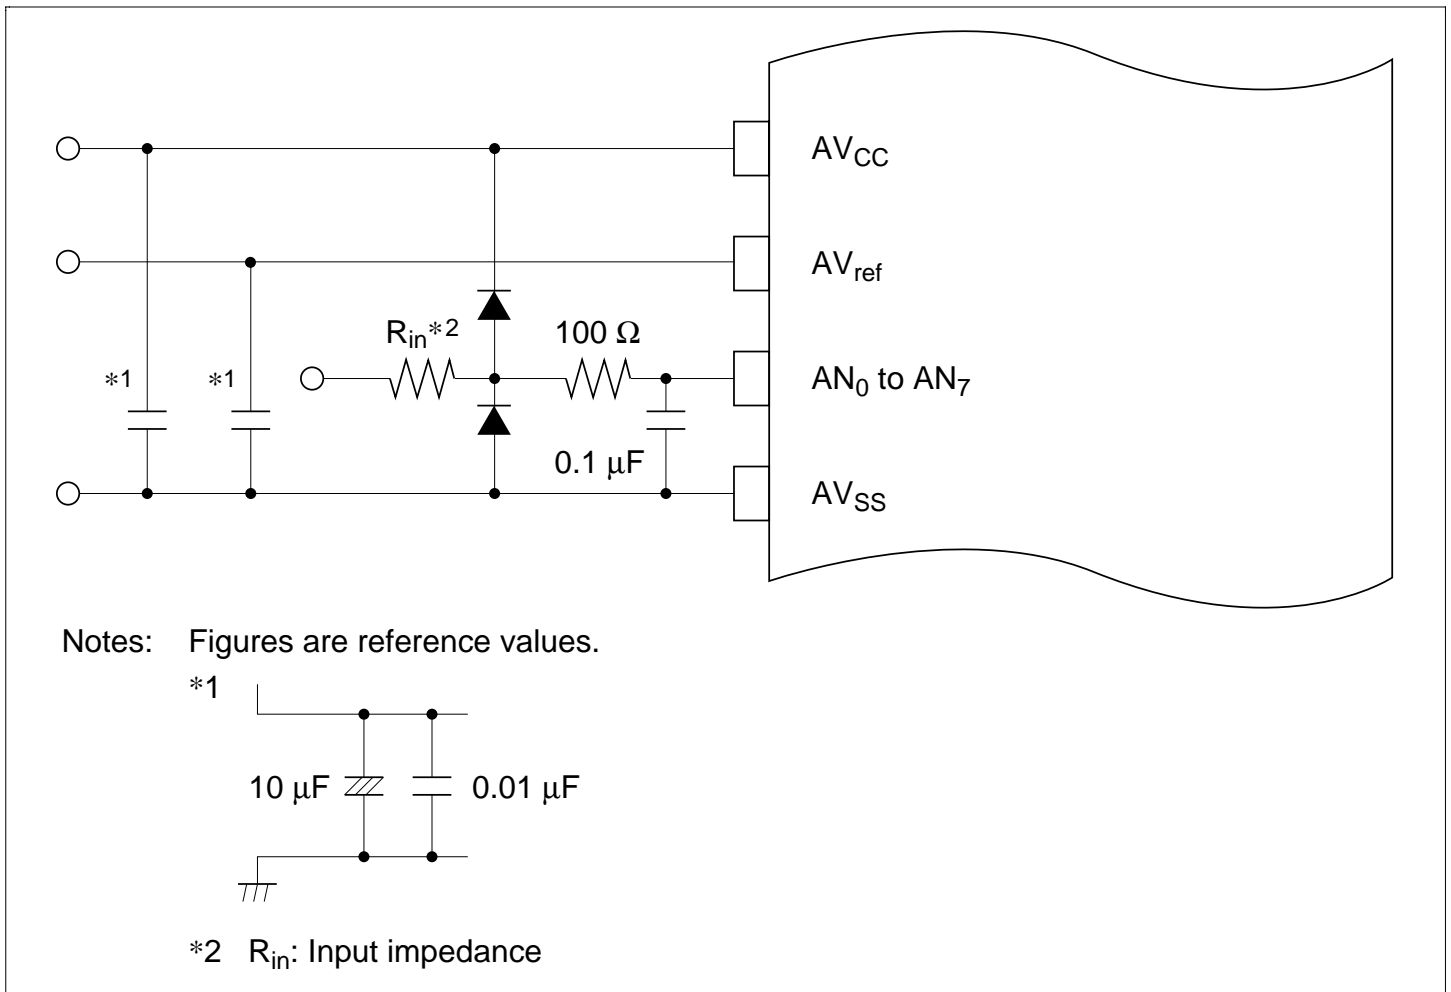 AVCC
AVref
Rin*2
100 Ω
*1
*1
AN0 to AN7
0.1 μF
AVSS
Notes: Figures are reference values.
*1
10 μF
0.01 μF
*2 Rin: Input impedance